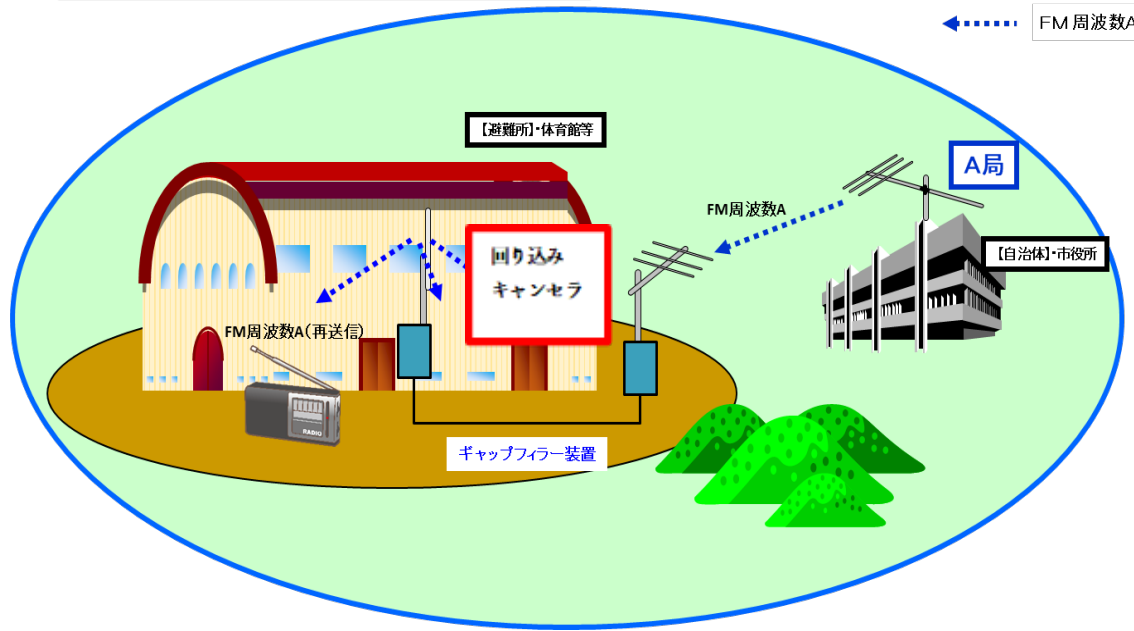 FM周波数A
【避難所】・体育館等
A局
FM周波数A
【自治体】・市役所
回り込み
キャンセラ
FM周波数A(再送信)
RADIO
ギャップフィラー装置